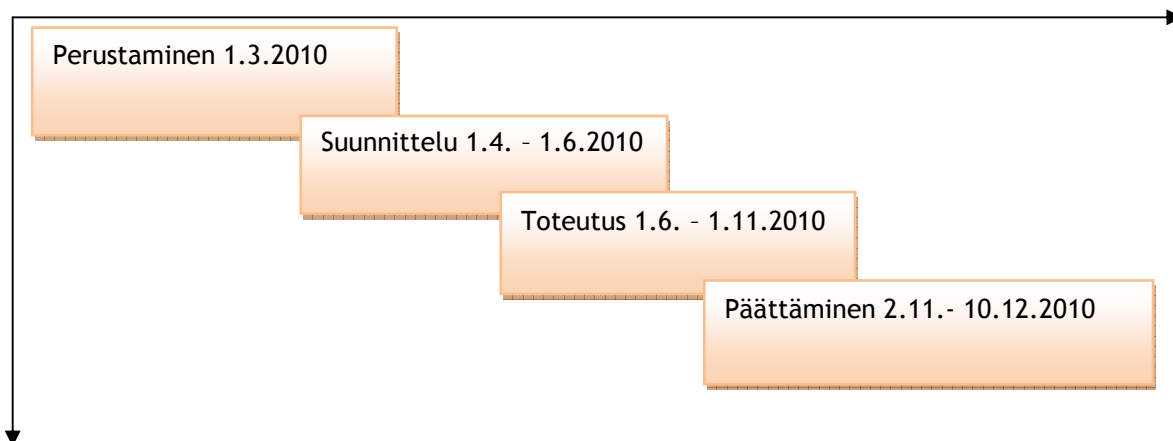 Perustaminen 1.3.2010
Suunnittelu 1.4. – 1.6.2010
Toteutus 1.6. – 1.11.2010
Päättäminen 2.11.- 10.12.2010